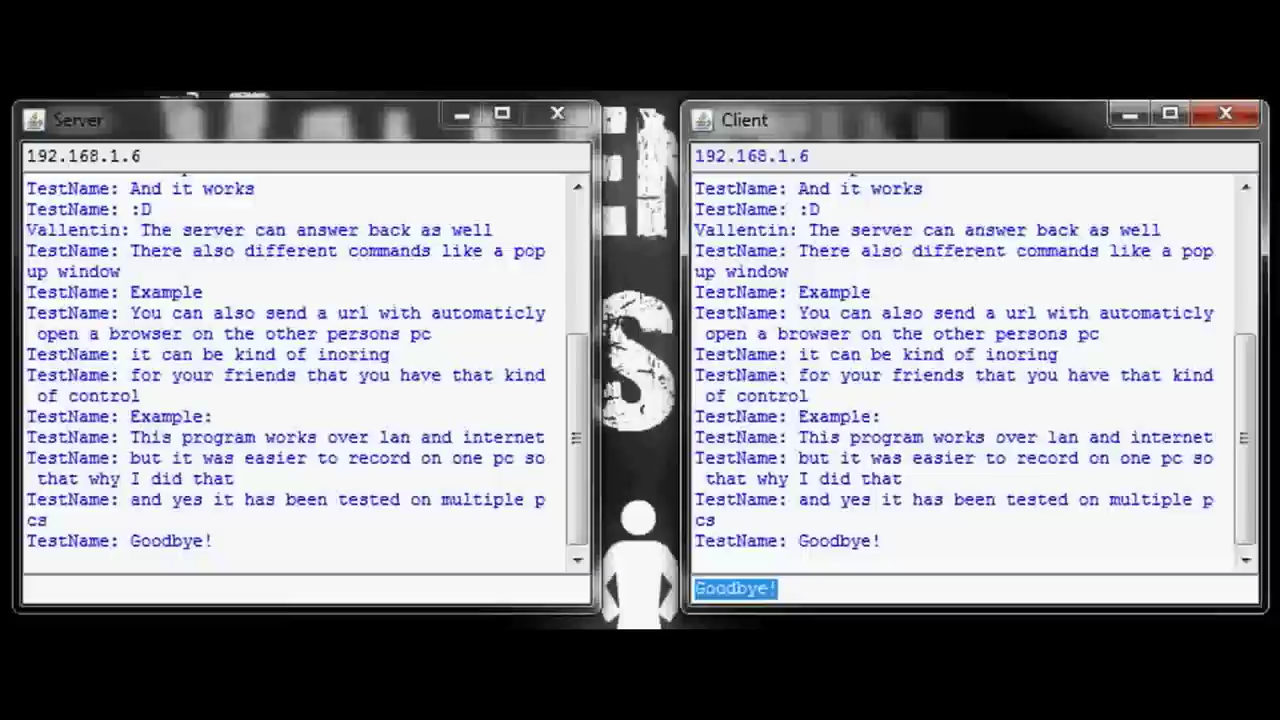 Server
192.168.1.6
TestName: And it works
TestName: :D
Vallentin: The server can answer back as well
TestName: There also different commands like a pop
up window
TestName: Example
TestName: You can also send a url with automaticly
open a browser on the other persons pc
TestName: it can be kind of inoring
TestName: for your friends that you have that kind
of control
TestName: Example:
TestName: This program works over lan and internet
TestName: but it was easier to record on one pc so
that why I did that
TestName: and yes it has been tested on multiple p
cs
TestName: Goodbye!
Client
192.168.1.6
TestName: And it works
TestName: :D
Vallentin: The server can answer back as well
TestName: There also different commands like a pop
up window
TestName: Example
TestName: You can also send a url with automaticly
open a browser on the other persons pc
TestName: it can be kind of inoring
TestName: for your friends that you have that kind
of control
TestName: Example:
TestName: This program works over lan and internet
TestName: but it was easier to record on one pc so
that why I did that
TestName: and yes it has been tested on multiple p
cs
TestName: Goodbye!
Goodbye!